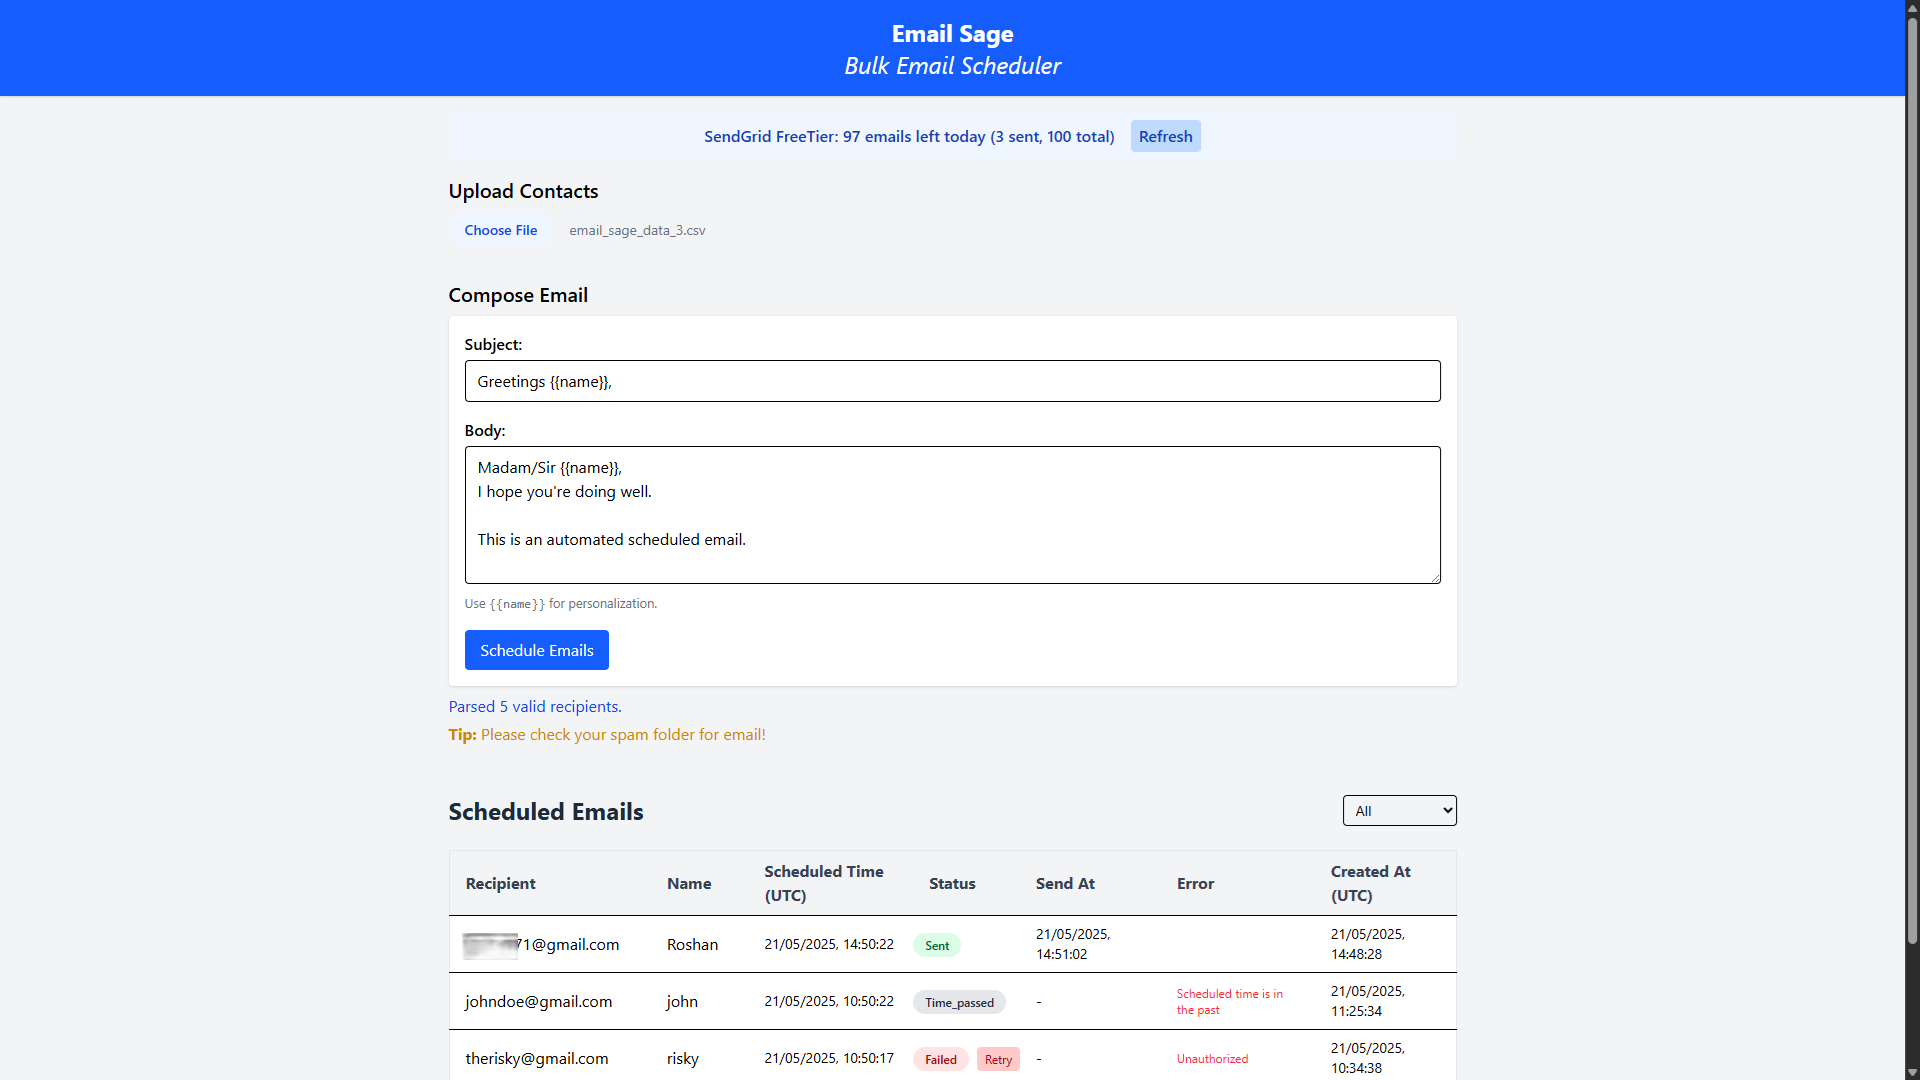 Email Sage
Bulk Email Scheduler
SendGrid FreeTier: 97 emails left today (3 sent, 100 total) Refresh
Upload Contacts
Choose File email_sage_data_3.csv
Compose Email
Subject:
Greetings {{name}},
Body:
Madam/Sir {{name}},
I hope you're doing well.
This is an automated scheduled email.
Use {{name}} for personalization.
Schedule Emails
Parsed 5 valid recipients.
Tip: Please check your spam folder for email!
Scheduled Emails All
Recipient Name Scheduled Time (UTC) Status Send At Error Created At (UTC)
71@gmail.com Roshan 21/05/2025, 14:50:22 Sent 21/05/2025, 14:51:02 21/05/2025, 14:48:28
johndoe@gmail.com john 21/05/2025, 10:50:22 Time_passed - Scheduled time is in the past 21/05/2025, 11:25:34
therisky@gmail.com risky 21/05/2025, 10:50:17 Failed Retry - Unauthorized 21/05/2025, 10:34:38